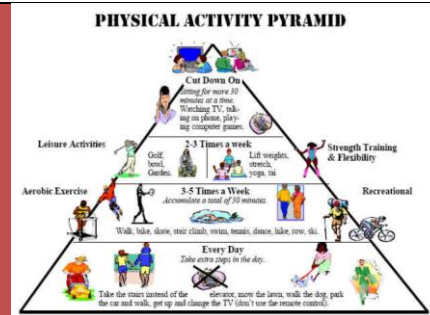 PHYSICAL ACTIVITY PYRAMID
Cut Down On
Sitting for more 30
minutes at a time.
Watching TV, talk-
ing on phone, play-
ing computer games.
Leisure Activities
2-3 Times a week
Strength Training
& Flexibility
Golf,
bowl,
Garden.
Lift weights,
stretch,
yoga, tai
Aerobic Exercise
3-5 Times a Week
Recreational
Accumulate a total of 30 minutes.
Walk, bike, skate, stair climb, swim, tennis, dance, hike, row, ski.
Every Day
Take extra steps in the day.
Take the stairs instead of the elevator, mow the lawn, walk the dog, park
the car and walk, get up and change the TV (don't use the remote control).